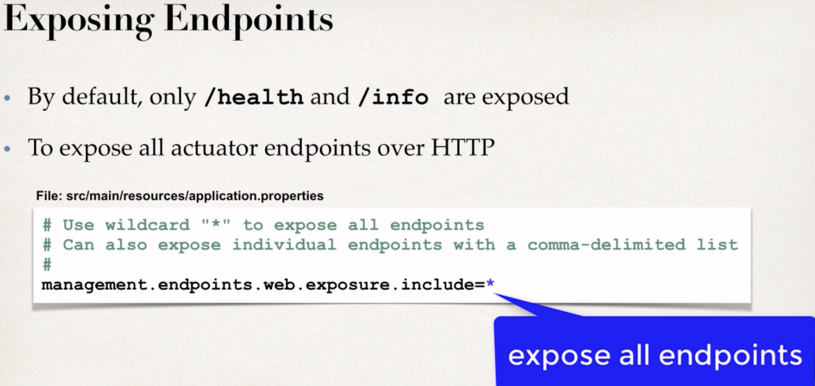 Exposing Endpoints
• By default, only /health and /info are exposed
• To expose all actuator endpoints over HTTP
File: src/main/resources/application.properties
# Use wildcard "*" to expose all endpoints
# Can also expose individual endpoints with a comma-delimited list
#
management.endpoints.web.exposure.include=*
expose all endpoints